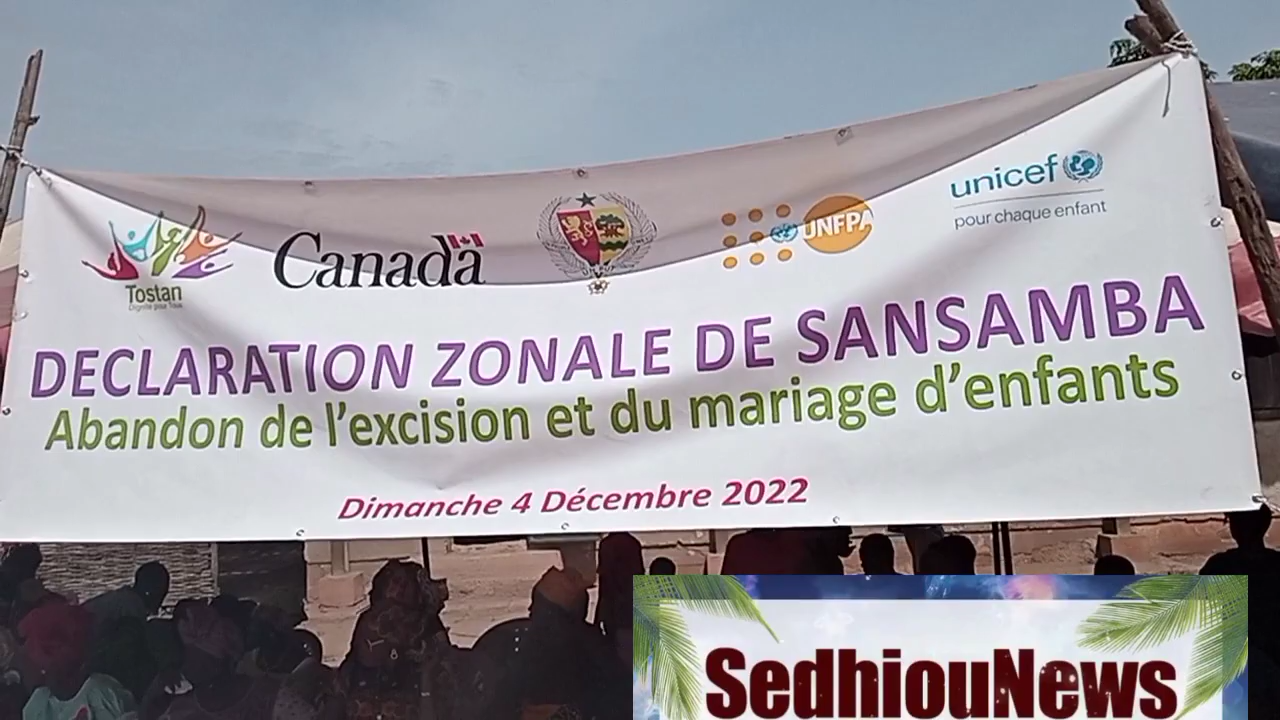 Tostan
Dignité pour Tous
Canada
UNFPA
unicef
pour chaque enfant
DECLARATION ZONALE DE SANSAMBA
Abandon de l'excision et du mariage d'enfants
Dimanche 4 Décembre 2022
SedhiouNews